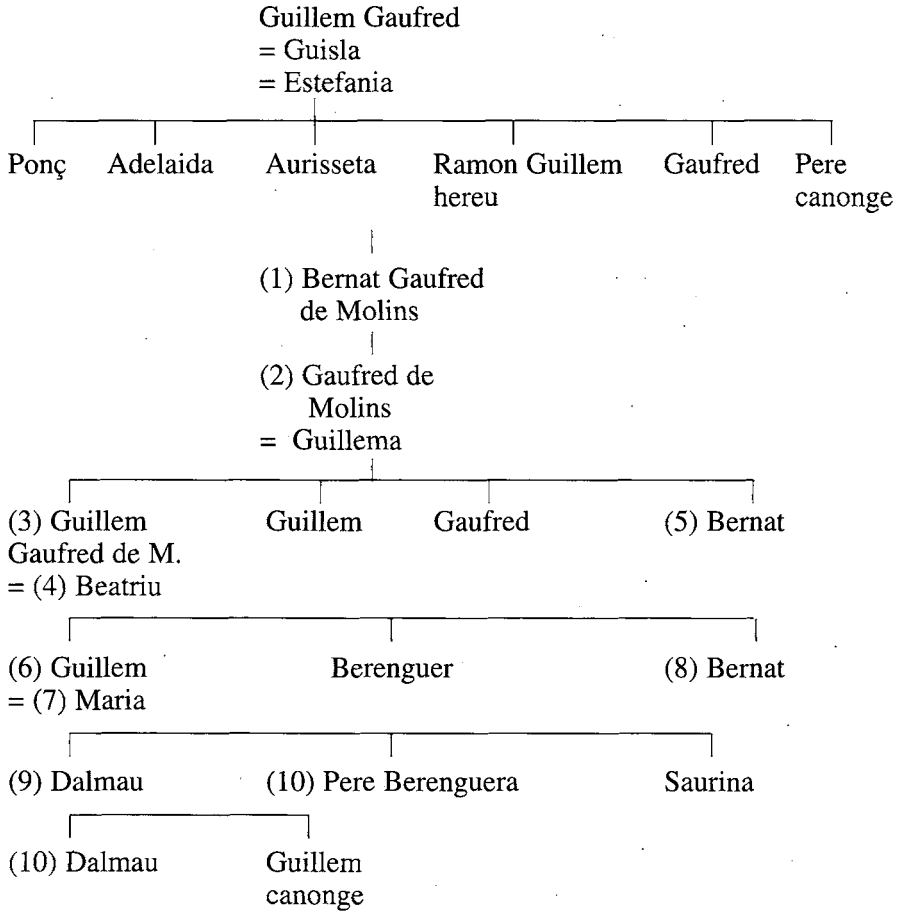 Guillem Gaufred
= Guisla
= Estefania
Ponç Adelaida Aurisseta Ramon Guillem Gaufred Pere
hereu canonge
(1) Bernat Gaufred
de Molins
(2) Gaufred de
Molins
= Guillema
(3) Guillem Guillem Gaufred (5) Bernat
Gaufred de M.
= (4) Beatriu
(6) Guillem Berenguer (8) Bernat
= (7) Maria
(9) Dalmau (10) Pere Berenguera Saurina
(10) Dalmau Guillem
canonge